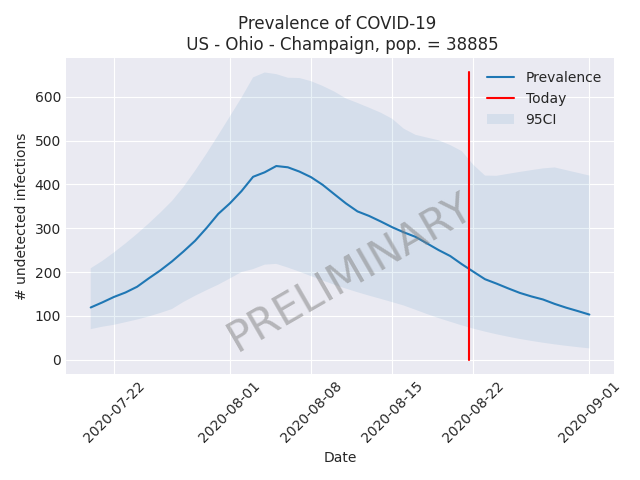 Prevalence of COVID-19
US - Ohio - Champaign, pop. = 38885
# undetected infections
600
500
400
300
200
100
0
Prevalence
Today
95CI
PRELIMINARY
2020-07-22
2020-08-01
2020-08-08
2020-08-15
2020-08-22
2020-09-01
Date